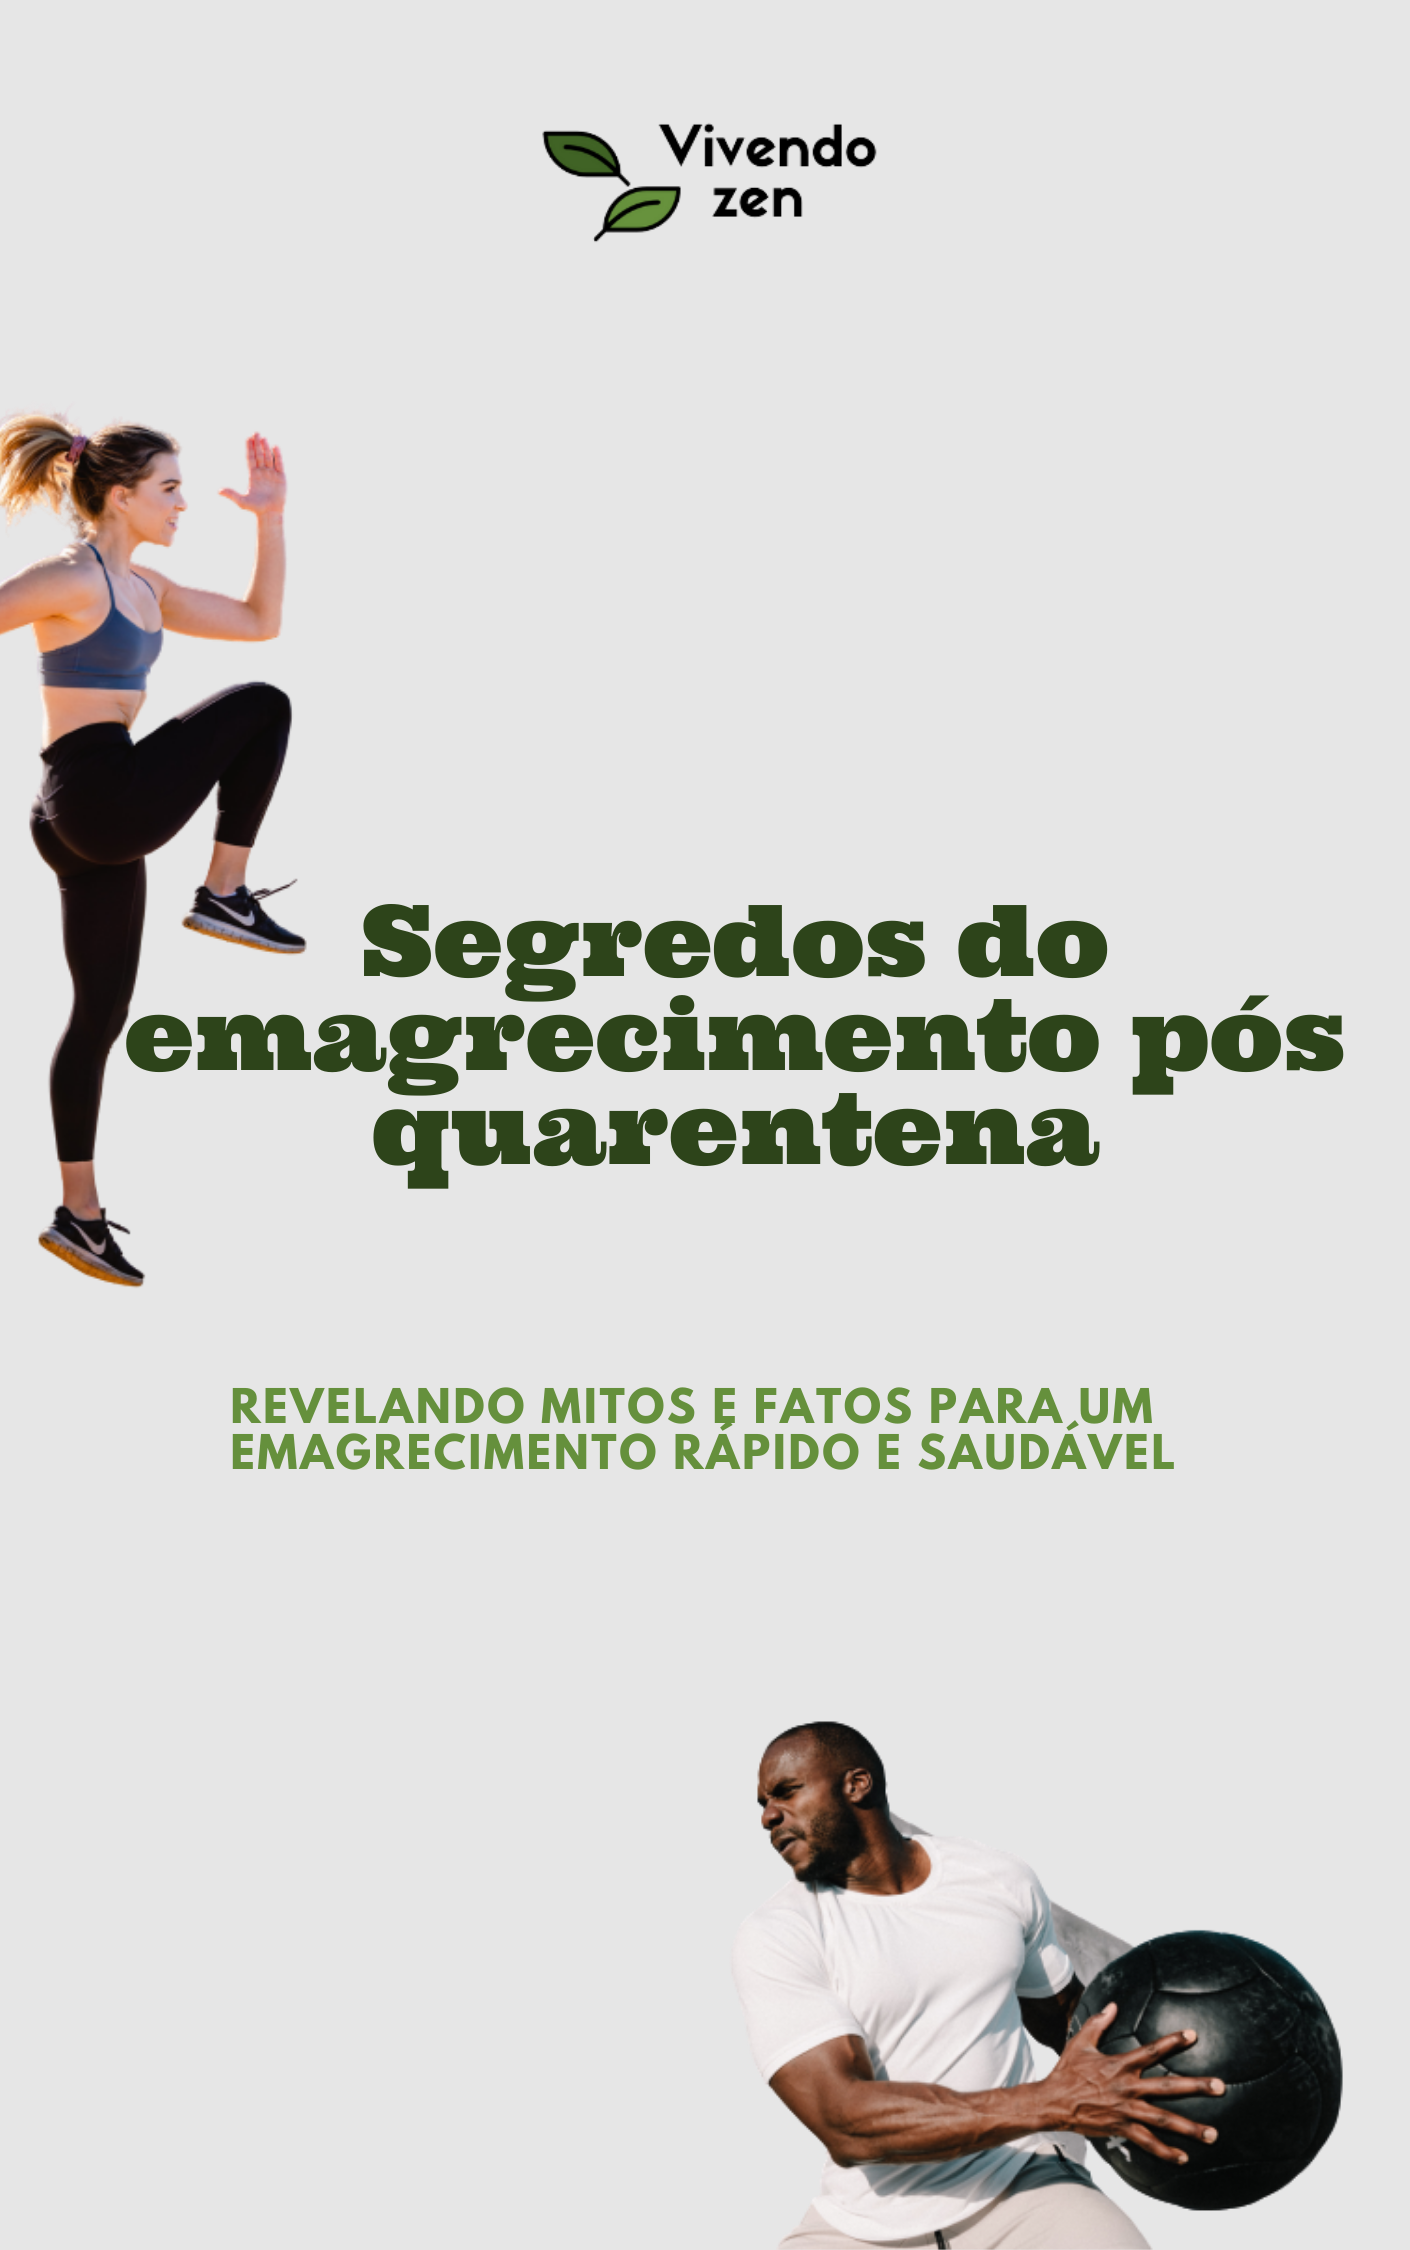 Vivendo
zen
Segredos do
emagrecimento pós
quarentena
REVELANDO MITOS E FATOS PARA UM
EMAGRECIMENTO RÁPIDO E SAUDÁVEL